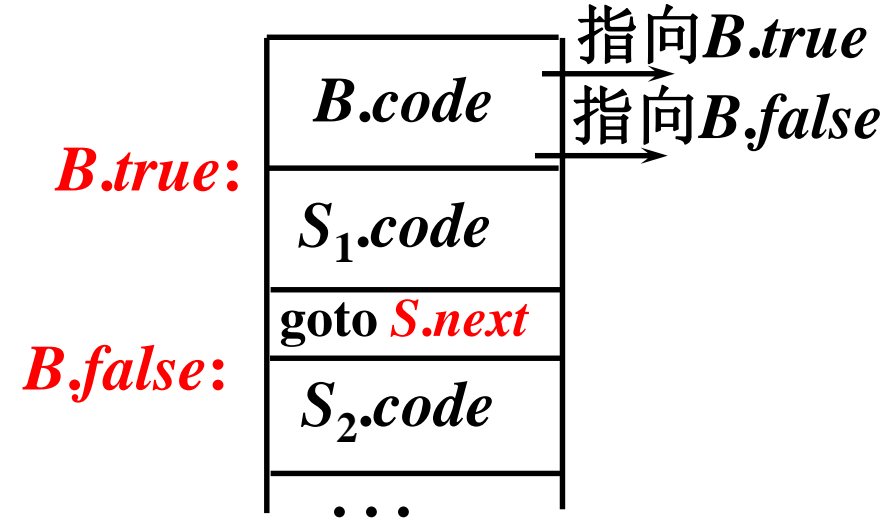 指向B.true
B.code
指向B.false
B.true:
S₁.code
goto S.next
B.false:
S₂.code
...